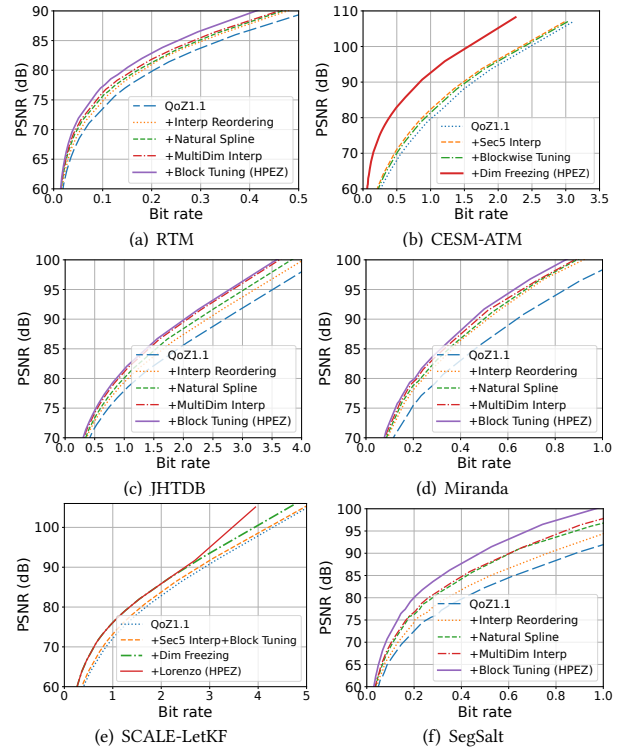 90
85
80
75
70
65
60
PSNR (dB)
QoZ1.1
+Interp Reordering
+Natural Spline
+MultiDim Interp
+Block Tuning (HPEZ)
0.0 0.1 0.2 0.3 0.4 0.5
Bit rate
(a) RTM
110
100
90
80
70
60
PSNR (dB)
QoZ1.1
+Sec5 Interp
+Blockwise Tuning
+Dim Freezing (HPEZ)
0.0 0.5 1.0 1.5 2.0 2.5 3.0 3.5
Bit rate
(b) CESM-ATM
100
95
90
85
80
75
70
PSNR (dB)
QoZ1.1
+Interp Reordering
+Natural Spline
+MultiDim Interp
+Block Tuning (HPEZ)
0.0 0.5 1.0 1.5 2.0 2.5 3.0 3.5 4.0
Bit rate
(c) JHTDB
100
95
90
85
80
75
70
PSNR (dB)
QoZ1.1
+Interp Reordering
+Natural Spline
+MultiDim Interp
+Block Tuning (HPEZ)
0.0 0.2 0.4 0.6 0.8 1.0
Bit rate
(d) Miranda
100
90
80
70
60
PSNR (dB)
QoZ1.1
+Sec5 Interp+Block Tuning
+Dim Freezing
+Lorenzo (HPEZ)
0 1 2 3 4 5
Bit rate
(e) SCALE-LetKF
100
95
90
85
80
75
70
65
60
PSNR (dB)
QoZ1.1
+Interp Reordering
+Natural Spline
+MultiDim Interp
+Block Tuning (HPEZ)
0.0 0.2 0.4 0.6 0.8 1.0
Bit rate
(f) SegSalt